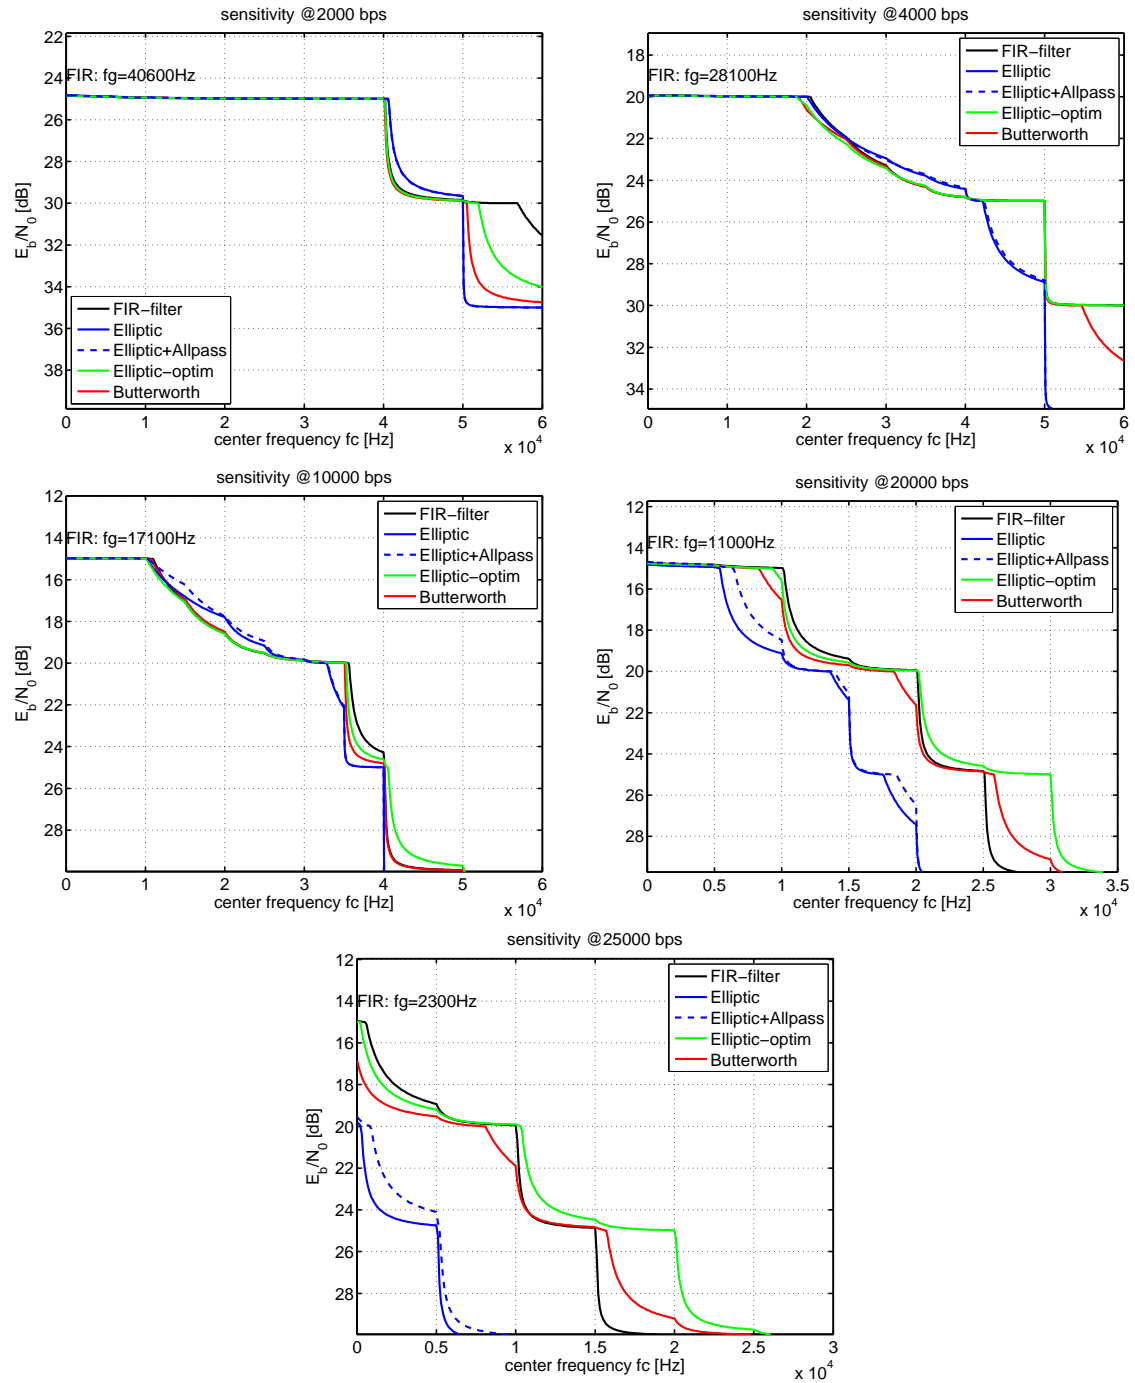 sensitivity @2000 bps
22
24
26
28
30
32
34
36
38
E_b/N_0 [dB]
FIR: fg=40600Hz
FIR−filter
Elliptic
Elliptic+Allpass
Elliptic−optim
Butterworth
0 1 2 3 4 5 6
center frequency fc [Hz]
x 10^4
sensitivity @4000 bps
18
20
22
24
26
28
30
32
34
E_b/N_0 [dB]
FIR: fg=28100Hz
FIR−filter
Elliptic
Elliptic+Allpass
Elliptic−optim
Butterworth
0 1 2 3 4 5 6
center frequency fc [Hz]
x 10^4
sensitivity @10000 bps
12
14
16
18
20
22
24
26
28
E_b/N_0 [dB]
FIR: fg=17100Hz
FIR−filter
Elliptic
Elliptic+Allpass
Elliptic−optim
Butterworth
0 1 2 3 4 5 6
center frequency fc [Hz]
x 10^4
sensitivity @20000 bps
12
14
16
18
20
22
24
26
28
E_b/N_0 [dB]
FIR: fg=11000Hz
FIR−filter
Elliptic
Elliptic+Allpass
Elliptic−optim
Butterworth
0 0.5 1 1.5 2 2.5 3 3.5
center frequency fc [Hz]
x 10^4
sensitivity @25000 bps
12
14
16
18
20
22
24
26
28
E_b/N_0 [dB]
FIR: fg=2300Hz
FIR−filter
Elliptic
Elliptic+Allpass
Elliptic−optim
Butterworth
0 0.5 1 1.5 2 2.5 3
center frequency fc [Hz]
x 10^4